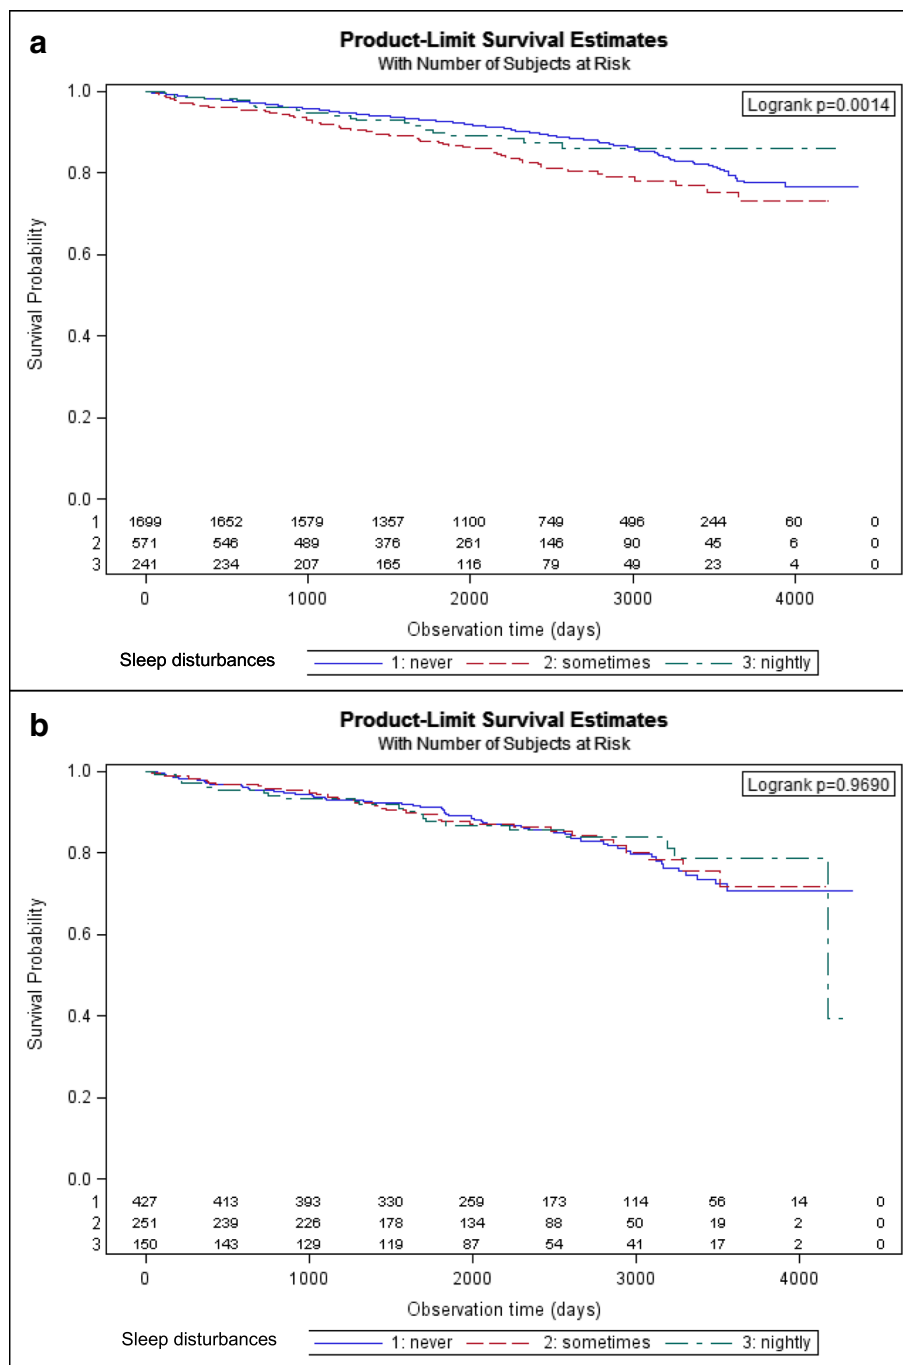 a
Product-Limit Survival Estimates
With Number of Subjects at Risk
Logrank p=0.0014
1.0
0.8
0.6
0.4
0.2
0.0
Survival Probability
1 1699 1652 1579 1357 1100 749 496 244 60 0
2 571 546 489 376 261 146 90 45 6 0
3 241 234 207 165 116 79 49 23 4 0
0 1000 2000 3000 4000
Observation time (days)
Sleep disturbances 1: never 2: sometimes 3: nightly
b
Product-Limit Survival Estimates
With Number of Subjects at Risk
Logrank p=0.9690
1.0
0.8
0.6
0.4
0.2
0.0
Survival Probability
1 427 413 393 330 259 173 114 56 14 0
2 251 239 226 178 134 88 50 19 2 0
3 150 143 129 119 87 54 41 17 2 0
0 1000 2000 3000 4000
Observation time (days)
Sleep disturbances 1: never 2: sometimes 3: nightly